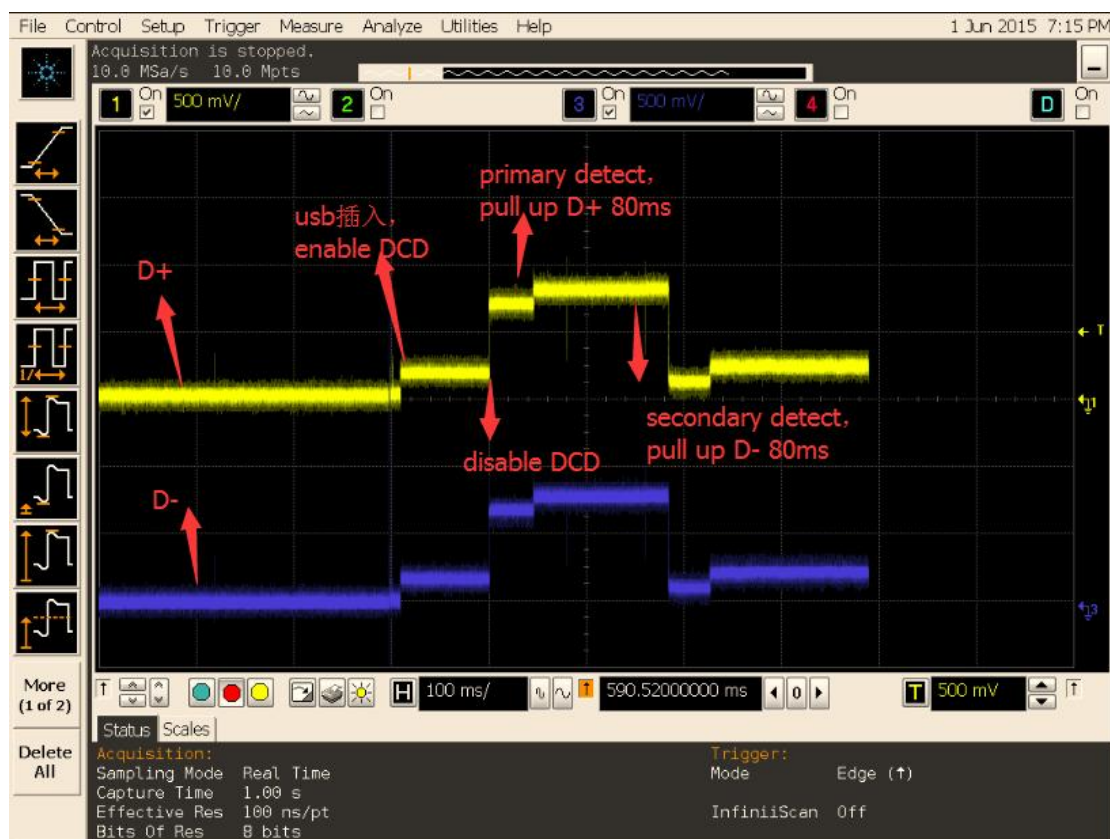 File Control Setup Trigger Measure Analyze Utilities Help 1 Jun 2015 7:15 PM
Acquisition is stopped.
10.0 MSa/s 10.0 Mpts
1 On 500 mV/ 2 On 3 On 500 mV/ 4 On D On
primary detect,
pull up D+ 80ms
usb插入,
enable DCD
D+
T
1
secondary detect,
pull up D- 80ms
disable DCD
D-
3
1/
More
(1 of 2)
Delete
All
H 100 ms/ 590.52000000 ms 0 T 500 mV
Status Scales
Acquisition:
Sampling Mode Real Time
Capture Time 1.00 s
Effective Res 100 ns/pt
Bits Of Res 8 bits
Trigger:
Mode Edge (↑)
InfiniiScan Off